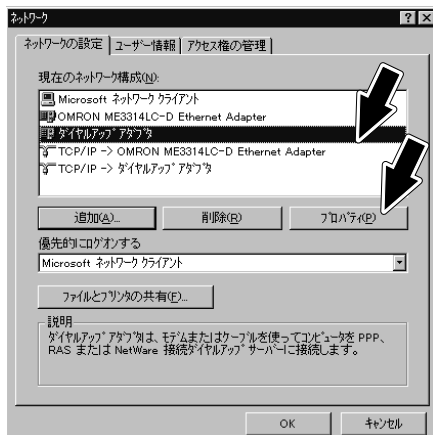 ネットワーク
ネットワークの設定 ユーザー情報 アクセス権の管理
現在のネットワーク構成(N):
Microsoft ネットワーク クライアント
OMRON ME3314LC-D Ethernet Adapter
ダイヤルアップ アダプタ
TCP/IP -> OMRON ME3314LC-D Ethernet Adapter
TCP/IP -> ダイヤルアップ アダプタ
追加(A)... 削除(R) プロパティ(P)
優先的にログオンする
Microsoft ネットワーク クライアント
ファイルとプリンタの共有(F)...
説明
ダイヤルアップ アダプタは、モデムまたはケーブルを使ってコンピュータを PPP、
RAS または NetWare 接続ダイヤルアップ サーバーに接続します。
OK キャンセル